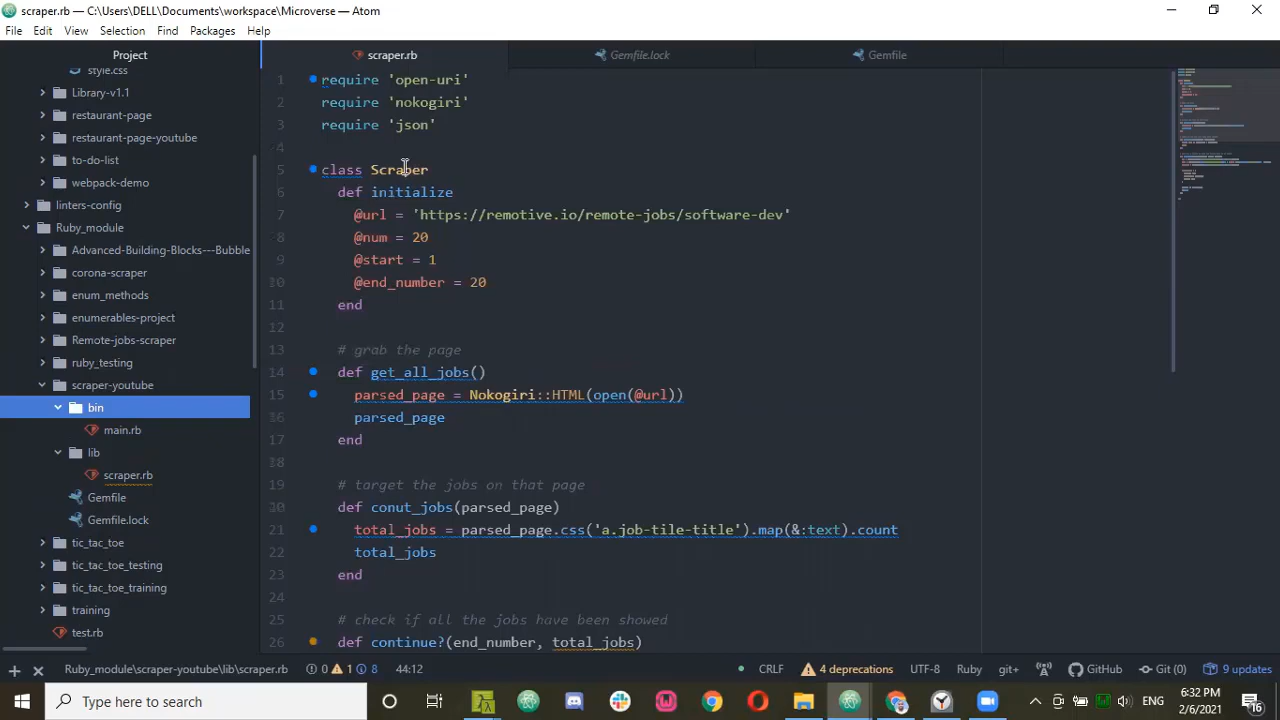 scraper.rb — C:\Users\DELL\Documents\workspace\Microverse — Atom
File Edit View Selection Find Packages Help
Project
style.css
Library-v1.1
restaurant-page
restaurant-page-youtube
to-do-list
webpack-demo
linters-config
Ruby_module
Advanced-Building-Blocks---Bubble
corona-scraper
enum_methods
enumerables-project
Remote-jobs-scraper
ruby_testing
scraper-youtube
bin
main.rb
lib
scraper.rb
Gemfile
Gemfile.lock
tic_tac_toe
tic_tac_toe_testing
tic_tac_toe_training
training
test.rb
scraper.rb Gemfile.lock Gemfile
1 require 'open-uri'
2 require 'nokogiri'
3 require 'json'
4
5 class Scraper
6 def initialize
7 @url = 'https://remotive.io/remote-jobs/software-dev'
8 @num = 20
9 @start = 1
10 @end_number = 20
11 end
12
13 # grab the page
14 def get_all_jobs()
15 parsed_page = Nokogiri::HTML(open(@url))
16 parsed_page
17 end
18
19 # target the jobs on that page
20 def conut_jobs(parsed_page)
21 total_jobs = parsed_page.css('a.job-tile-title').map(&:text).count
22 total_jobs
23 end
24
25 # check if all the jobs have been showed
26 def continue?(end_number, total_jobs)
Ruby_module\scraper-youtube\lib\scraper.rb 0 1 8 44:12 CRLF 4 deprecations UTF-8 Ruby git+ GitHub Git (0) 9 updates
Type here to search
ENG
6:32 PM
2/6/2021
16